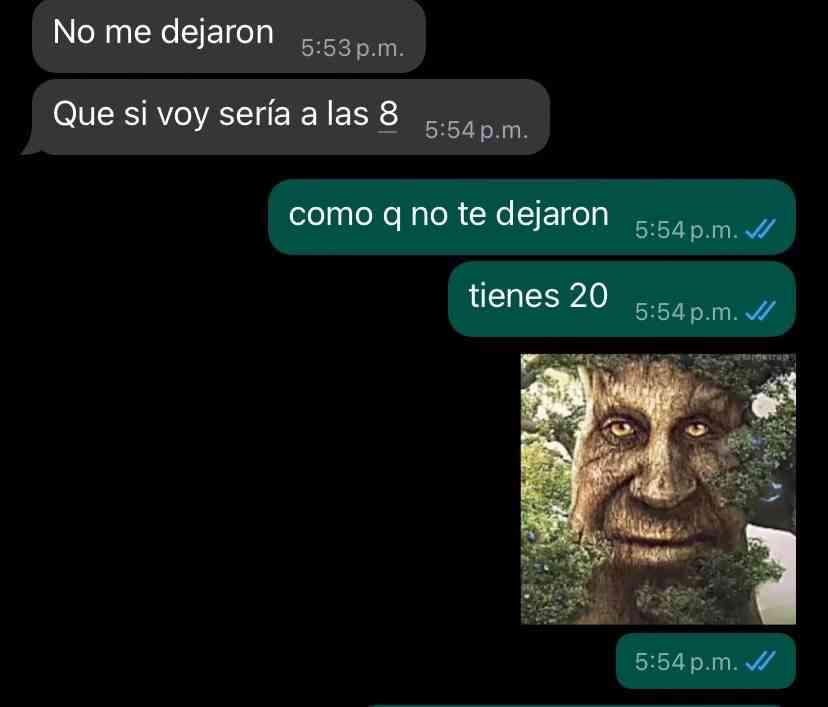 No me dejaron 5:53 p.m.
Que si voy sería a las 8 5:54 p.m.
como q no te dejaron 5:54 p.m.
tienes 20 5:54 p.m.
5:54 p.m.